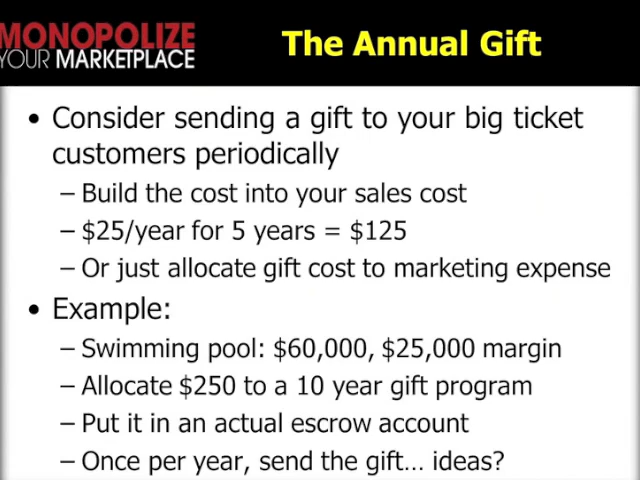 MONOPOLIZE
YOUR MARKETPLACE
The Annual Gift
• Consider sending a gift to your big ticket
customers periodically
– Build the cost into your sales cost
– $25/year for 5 years = $125
– Or just allocate gift cost to marketing expense
• Example:
– Swimming pool: $60,000, $25,000 margin
– Allocate $250 to a 10 year gift program
– Put it in an actual escrow account
– Once per year, send the gift… ideas?